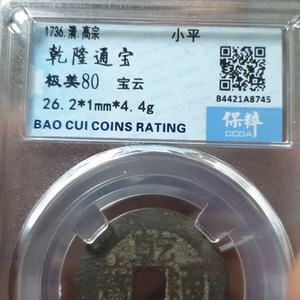 1736.清.高宗 小平
乾隆通宝
极美80 宝云
26.2*1mm*4.4g
B4421A8745
BAO CUI COINS RATING
保粹
CCGA